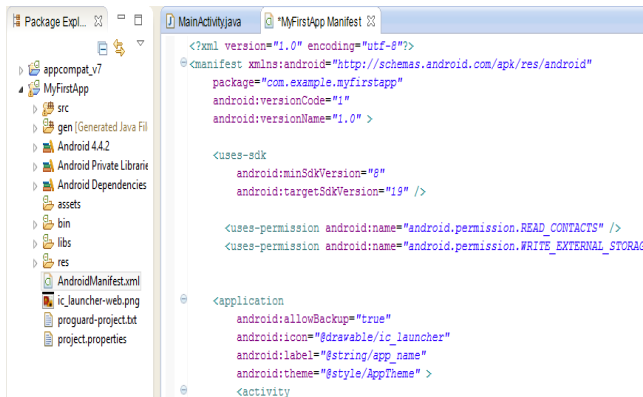 Package Expl...
appcompat_v7
MyFirstApp
src
gen [Generated Java Fil
Android 4.4.2
Android Private Librarie
Android Dependencies
assets
bin
libs
res
AndroidManifest.xml
ic_launcher-web.png
proguard-project.txt
project.properties
MainActivity.java
*MyFirstApp Manifest
<?xml version="1.0" encoding="utf-8"?>
<manifest xmlns:android="http://schemas.android.com/apk/res/android"
package="com.example.myfirstapp"
android:versionCode="1"
android:versionName="1.0" >
<uses-sdk
android:minSdkVersion="8"
android:targetSdkVersion="19" />
<uses-permission android:name="android.permission.READ_CONTACTS" />
<uses-permission android:name="android.permission.WRITE_EXTERNAL_STORAG
<application
android:allowBackup="true"
android:icon="@drawable/ic_launcher"
android:label="@string/app_name"
android:theme="@style/AppTheme" >
<activity